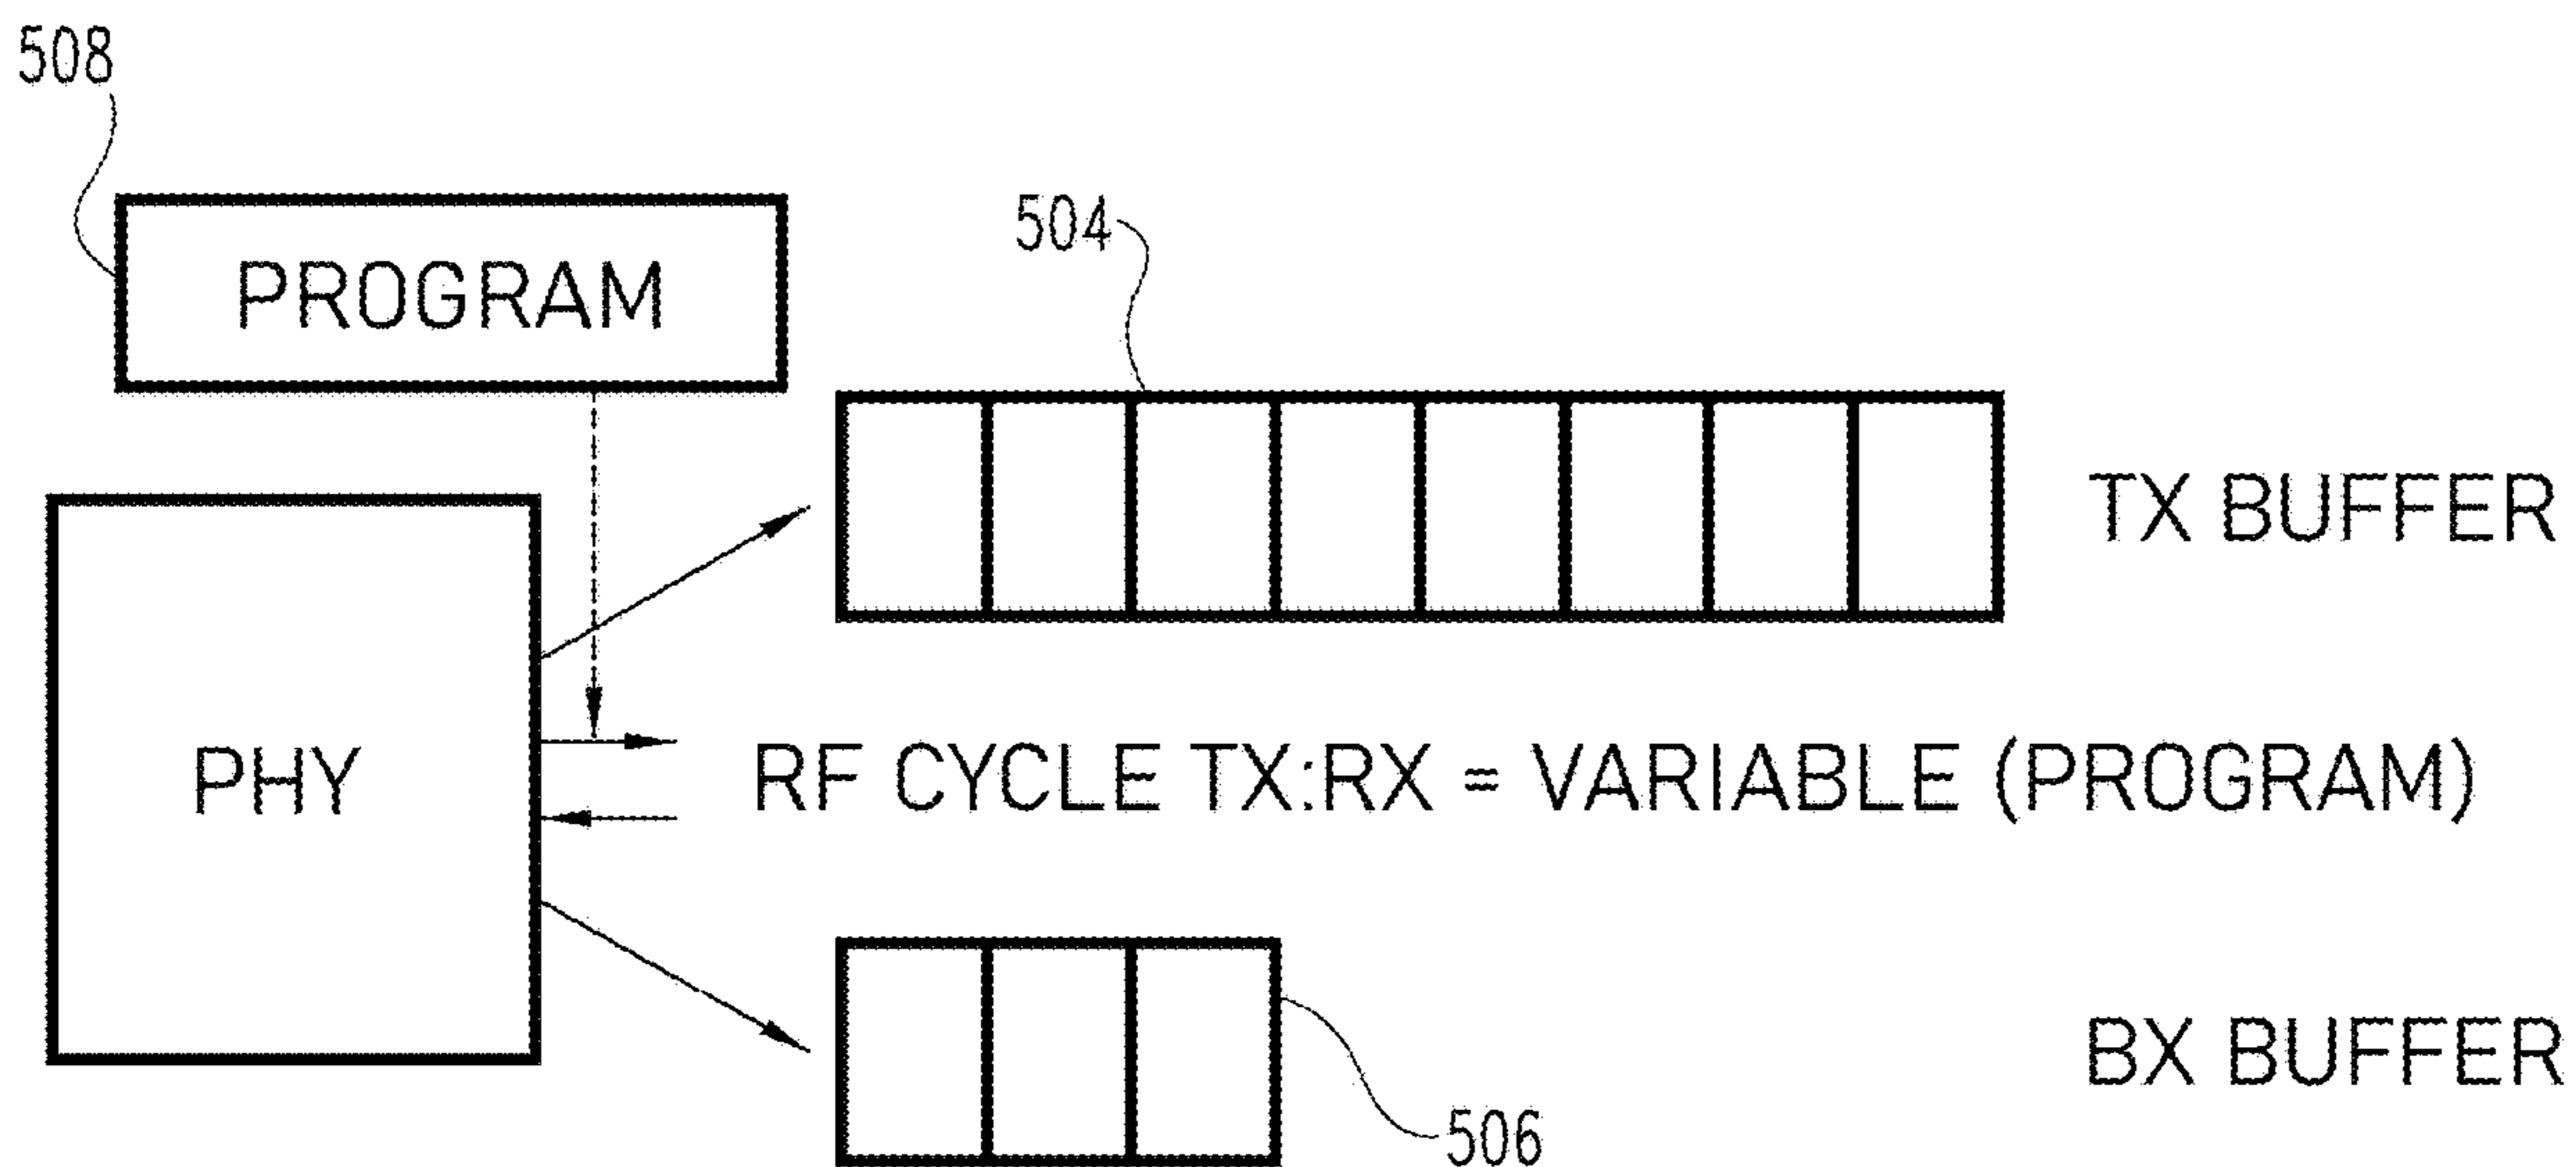 508
PROGRAM
504
TX BUFFER
PHY
RF CYCLE TX:RX = VARIABLE (PROGRAM)
BX BUFFER
506